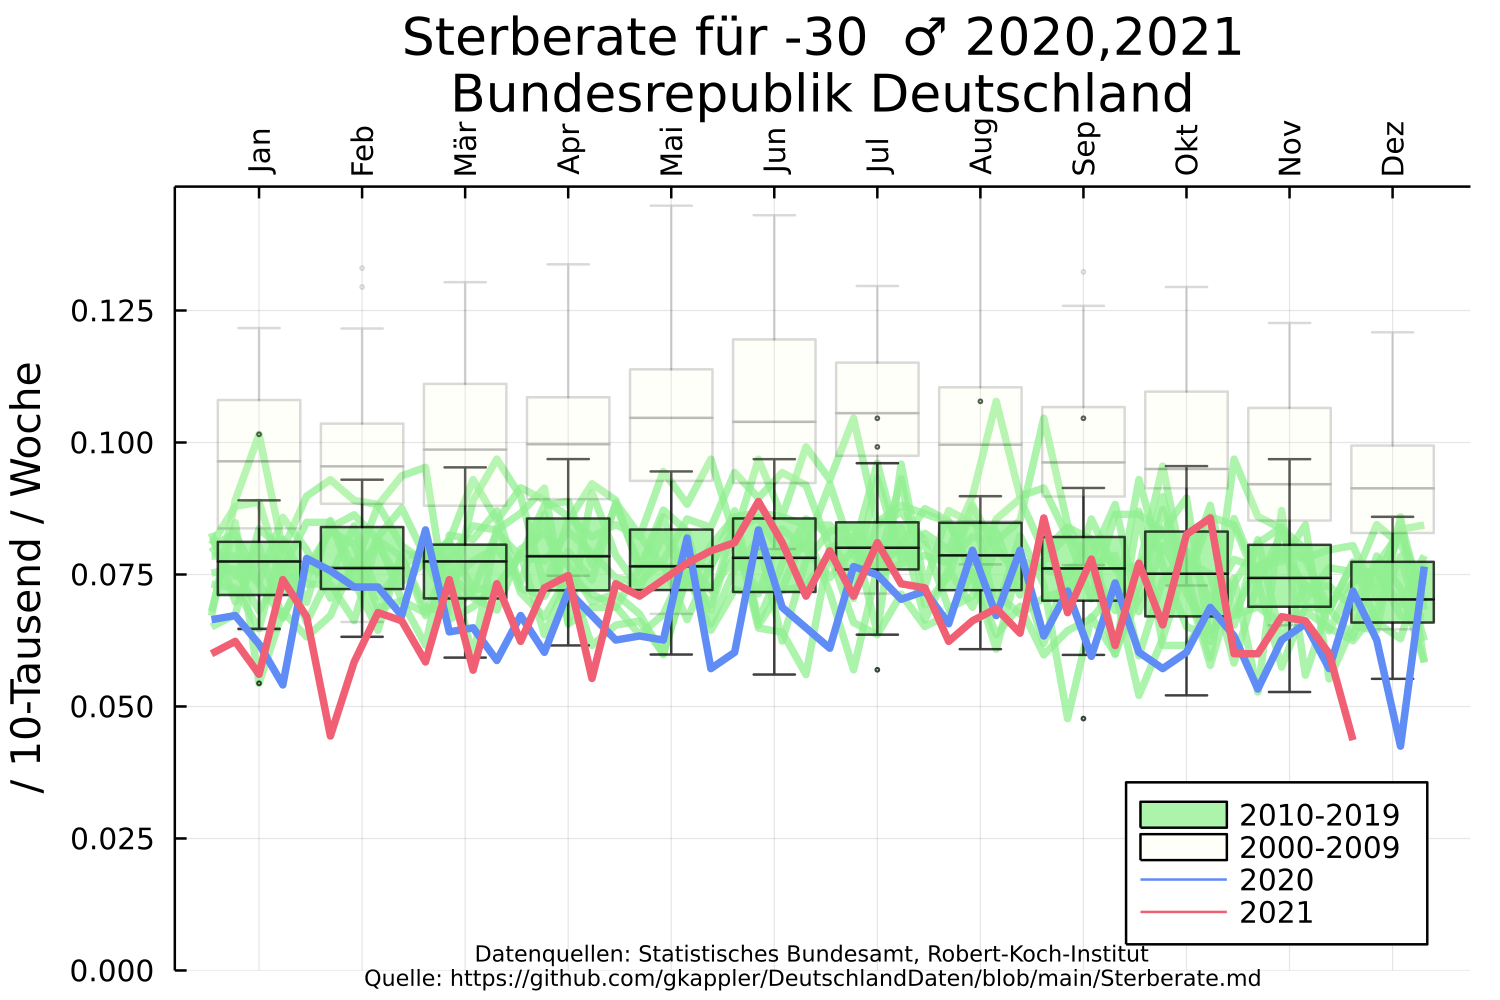 Sterberate für -30 ♂ 2020,2021
Bundesrepublik Deutschland
Jan
Feb
Mär
Apr
Mai
Jun
Jul
Aug
Sep
Okt
Nov
Dez
/ 10-Tausend / Woche
0.125
0.100
0.075
0.050
0.025
0.000
2010-2019
2000-2009
2020
2021
Datenquellen: Statistisches Bundesamt, Robert-Koch-Institut
Quelle: https://github.com/gkappler/DeutschlandDaten/blob/main/Sterberate.md